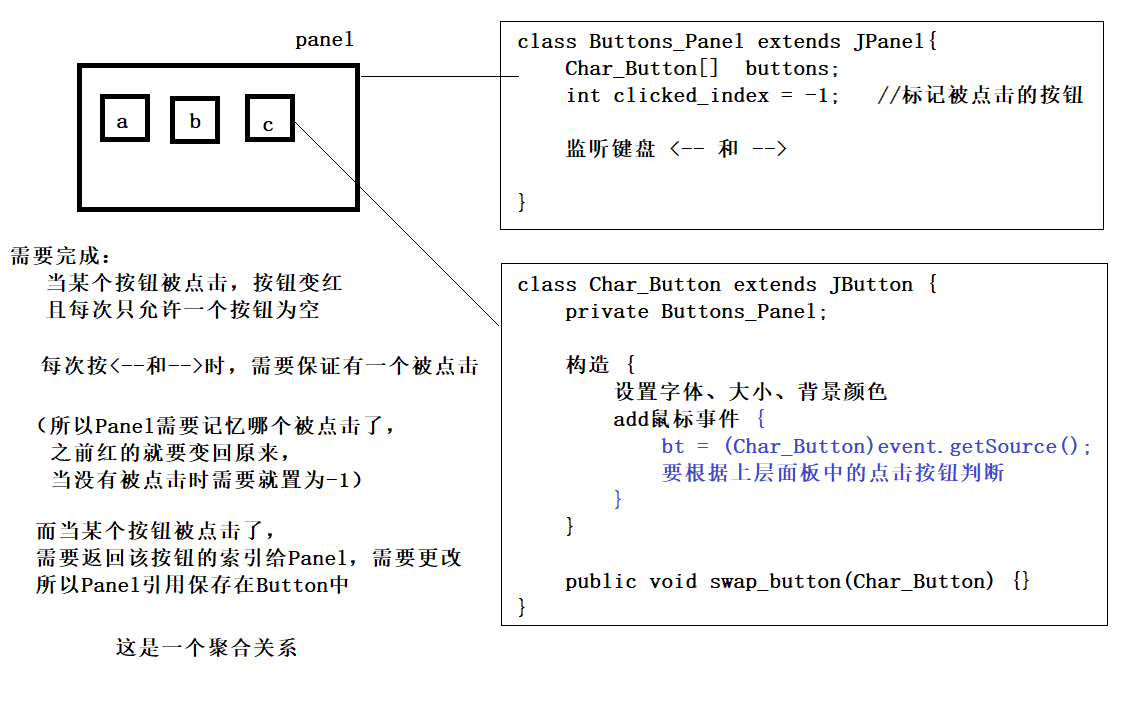 panel
a
b
c
class Buttons_Panel extends JPanel{
Char_Button[] buttons;
int clicked_index = -1; //标记被点击的按钮
监听键盘 <-- 和 -->
}
需要完成:
当某个按钮被点击，按钮变红
且每次只允许一个按钮为空
每次按<--和-->时，需要保证有一个被点击
（所以Panel需要记忆哪个被点击了，
之前红的就要变回原来，
当没有被点击时需要就置为-1）
而当某个按钮被点击了，
需要返回该按钮的索引给Panel，需要更改
所以Panel引用保存在Button中
这是一个聚合关系
class Char_Button extends JButton {
private Buttons_Panel;
构造 {
设置字体、大小、背景颜色
add鼠标事件 {
bt = (Char_Button)event.getSource();
要根据上层面板中的点击按钮判断
}
}
public void swap_button(Char_Button) {}
}